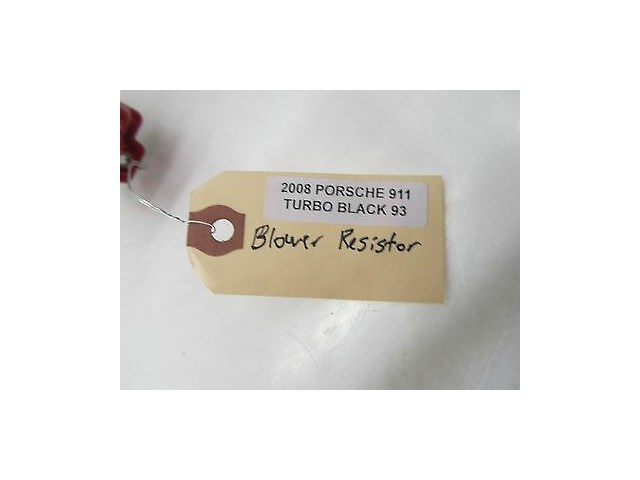 2008 PORSCHE 911
TURBO BLACK 93
Blower Resistor